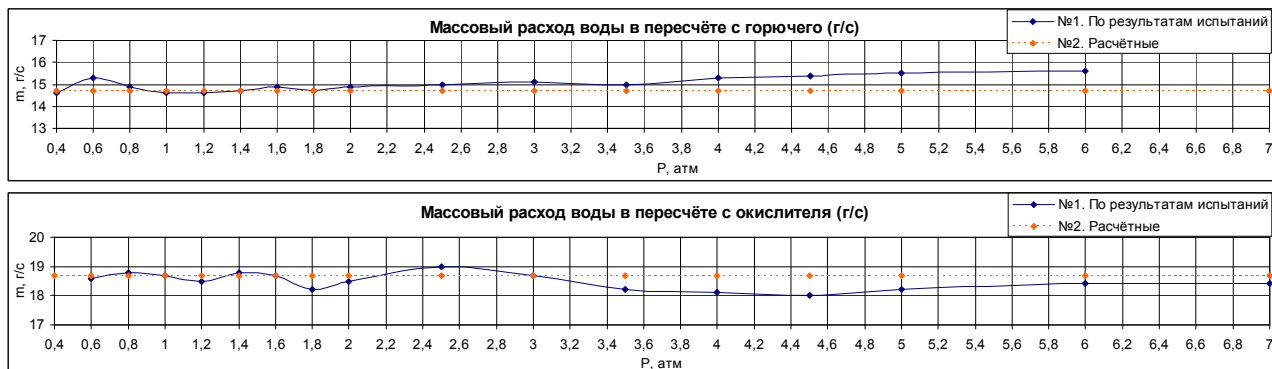 Массовый расход воды в пересчёте с горючего (г/с)
№1. По результатам испытаний
№2. Расчётные
m, г/с
17
16
15
14
13
0,4 0,6 0,8 1 1,2 1,4 1,6 1,8 2 2,2 2,4 2,6 2,8 3 3,2 3,4 3,6 3,8 4 4,2 4,4 4,6 4,8 5 5,2 5,4 5,6 5,8 6 6,2 6,4 6,6 6,8 7
P, атм
Массовый расход воды в пересчёте с окислителя (г/с)
№1. По результатам испытаний
№2. Расчётные
m, г/с
20
19
18
17
0,4 0,6 0,8 1 1,2 1,4 1,6 1,8 2 2,2 2,4 2,6 2,8 3 3,2 3,4 3,6 3,8 4 4,2 4,4 4,6 4,8 5 5,2 5,4 5,6 5,8 6 6,2 6,4 6,6 6,8 7
P, атм